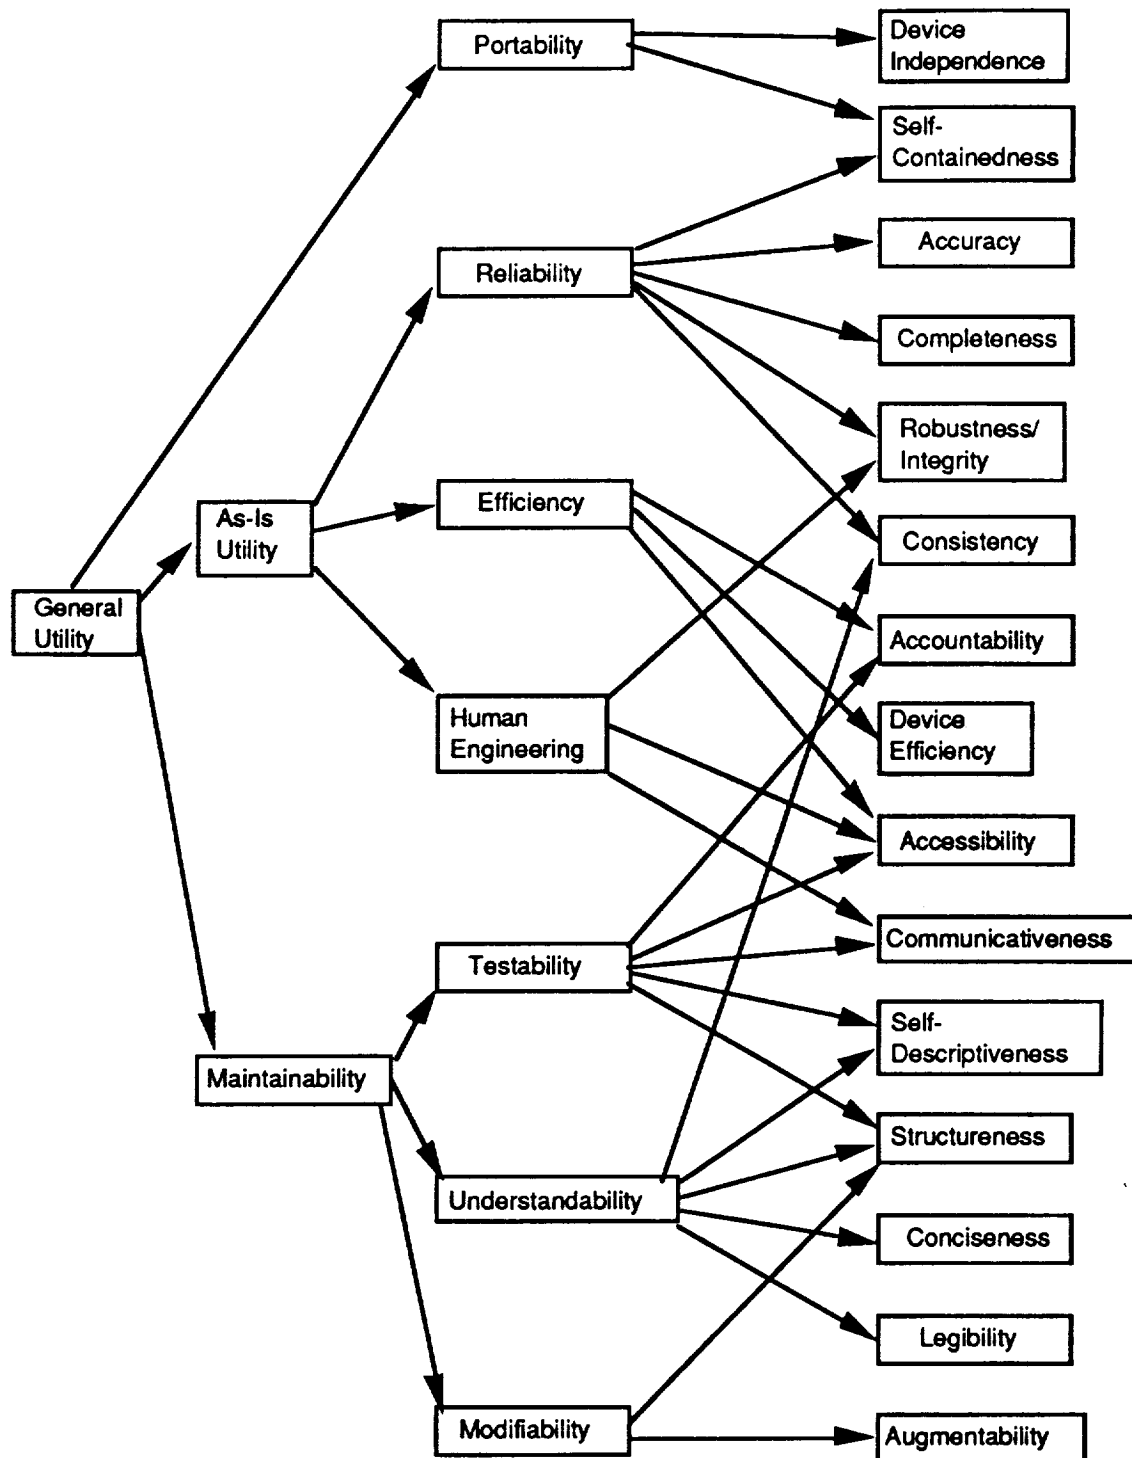 Portability
Device
Independence
Self-
Containedness
Reliability
Accuracy
Completeness
Robustness/
Integrity
As-Is
Utility
Efficiency
Consistency
General
Utility
Accountability
Human
Engineering
Device
Efficiency
Accessibility
Communicativeness
Testability
Self-
Descriptiveness
Maintainability
Structureness
Understandability
Conciseness
Legibility
Modifiability
Augmentability